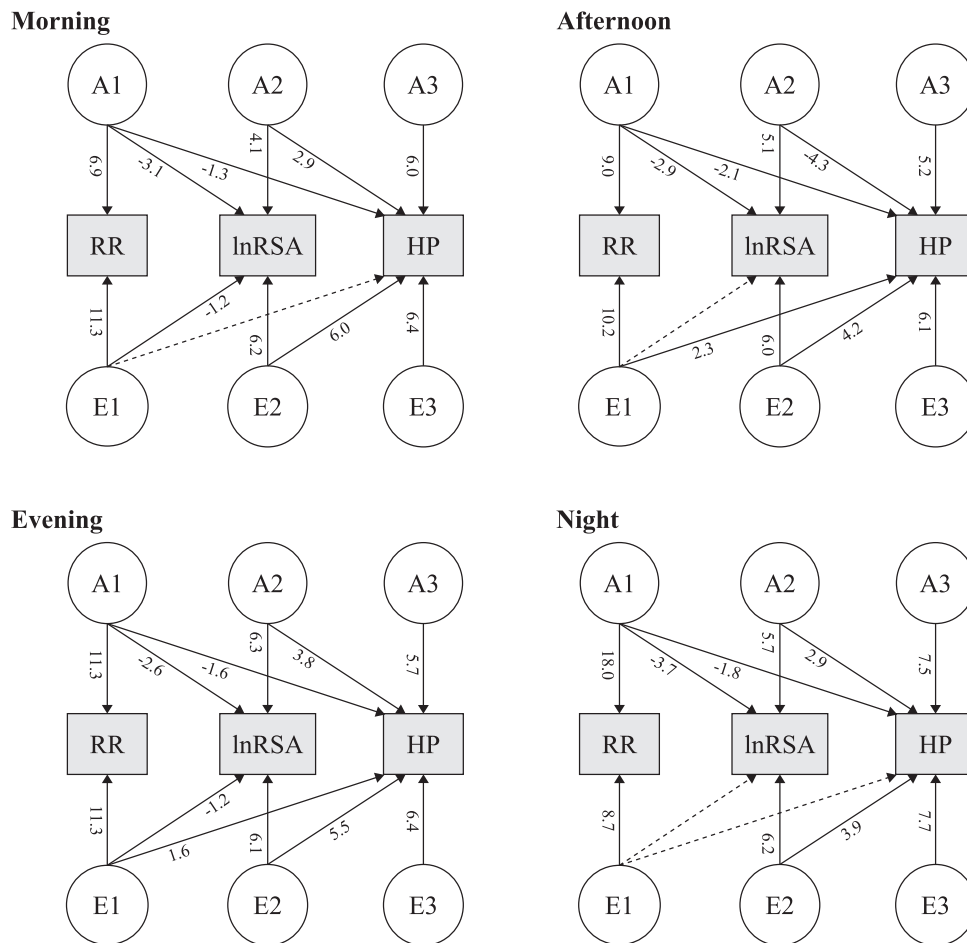 Morning
A1 A2 A3
6.9 -3.1 -1.3 4.1 2.9 6.0
RR lnRSA HP
11.3 -1.2 6.2 6.0 6.4
E1 E2 E3
Afternoon
A1 A2 A3
9.0 -2.9 -2.1 5.1 -4.3 5.2
RR lnRSA HP
10.2 2.3 6.0 4.2 6.1
E1 E2 E3
Evening
A1 A2 A3
11.3 -2.6 -1.6 6.3 3.8 5.7
RR lnRSA HP
11.3 -1.2 1.6 6.1 5.5 6.4
E1 E2 E3
Night
A1 A2 A3
18.0 -3.7 -1.8 5.7 2.9 7.5
RR lnRSA HP
8.7 6.2 3.9 7.7
E1 E2 E3